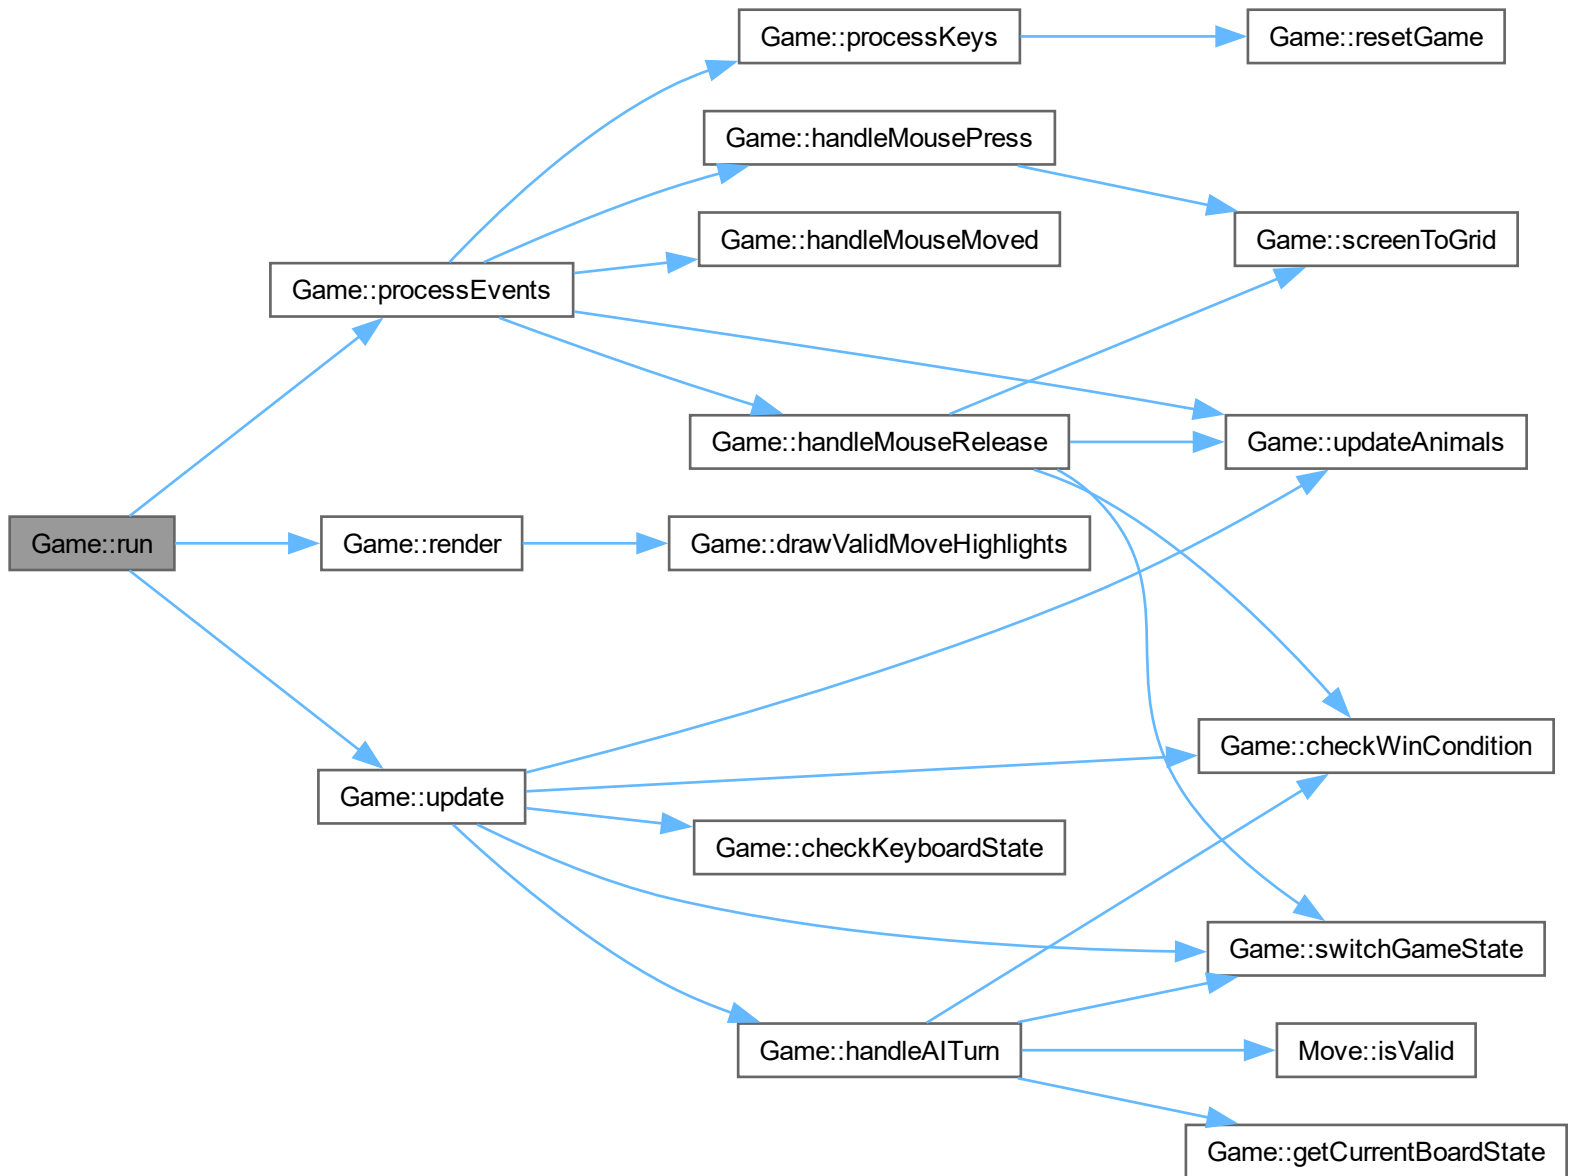 Game::processKeys
Game::resetGame
Game::handleMousePress
Game::handleMouseMoved
Game::screenToGrid
Game::processEvents
Game::handleMouseRelease
Game::updateAnimals
Game::run
Game::render
Game::drawValidMoveHighlights
Game::checkWinCondition
Game::update
Game::checkKeyboardState
Game::switchGameState
Game::handleAITurn
Move::isValid
Game::getCurrentBoardState